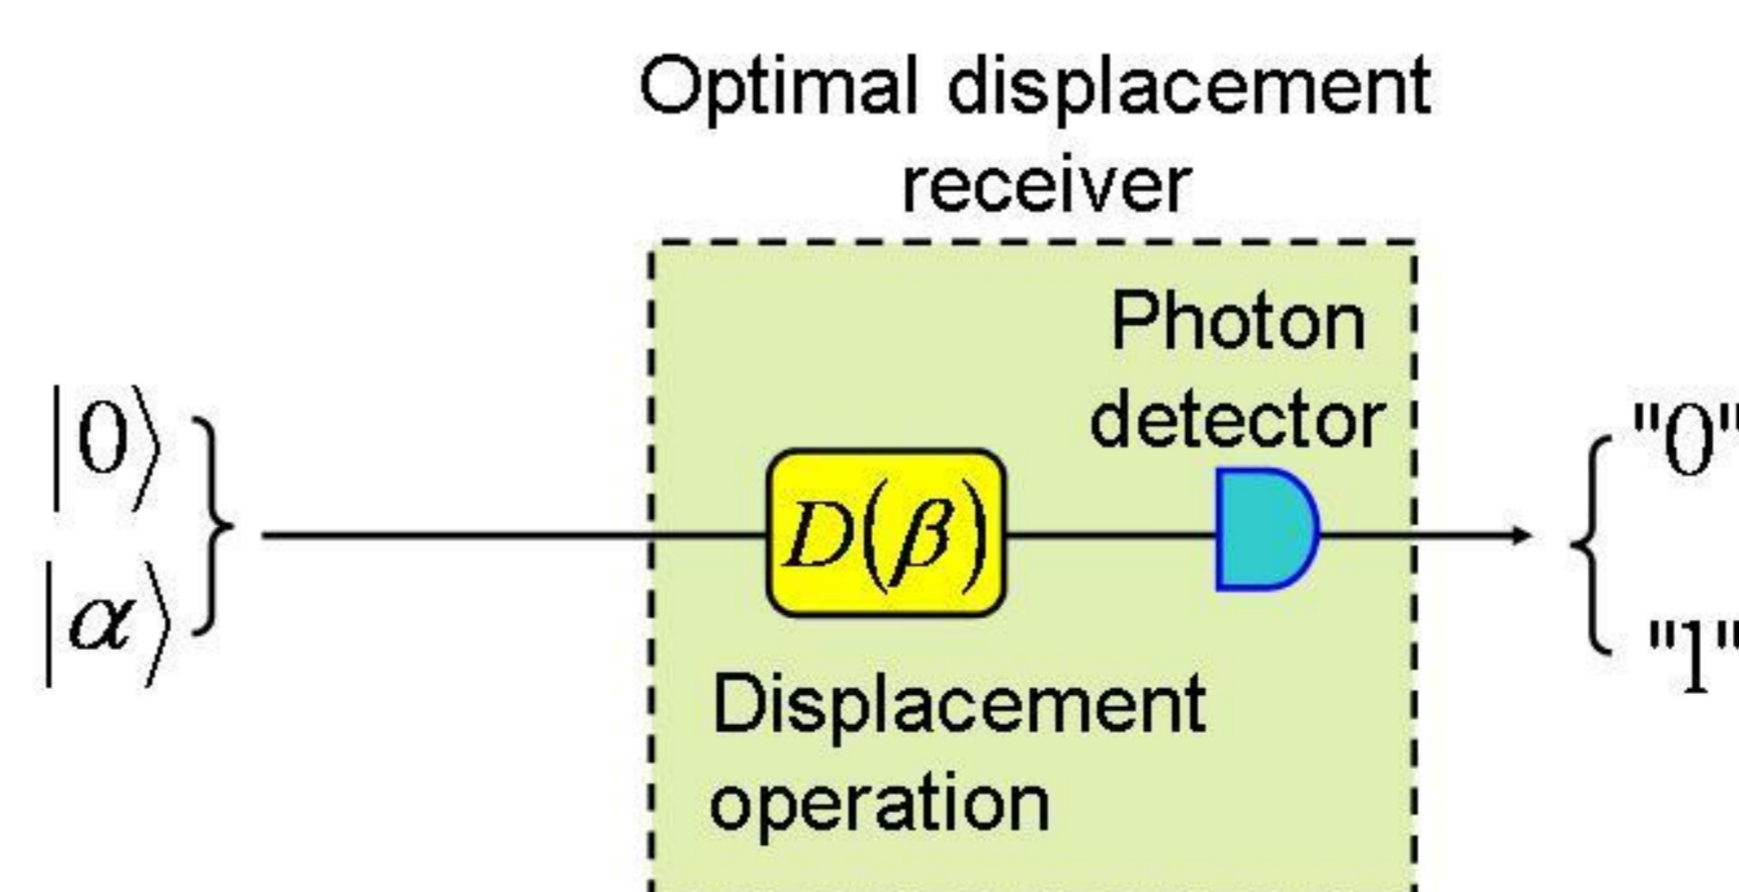 Optimal displacement
receiver
Photon
detector
|0⟩
|α⟩
D(β)
"0"
"1"
Displacement
operation